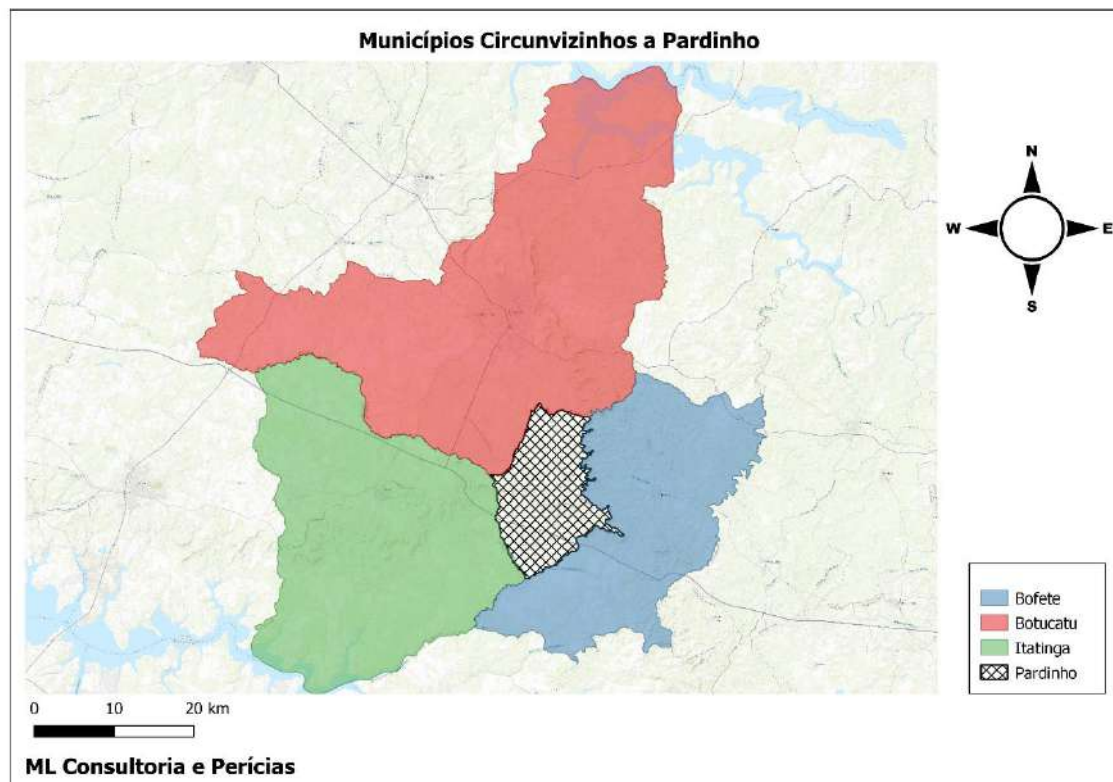 Municípios Circunvizinhos a Pardinho
N
W
E
S
Bofete
Botucatu
Itatinga
Pardinho
0 10 20 km
ML Consultoria e Perícias